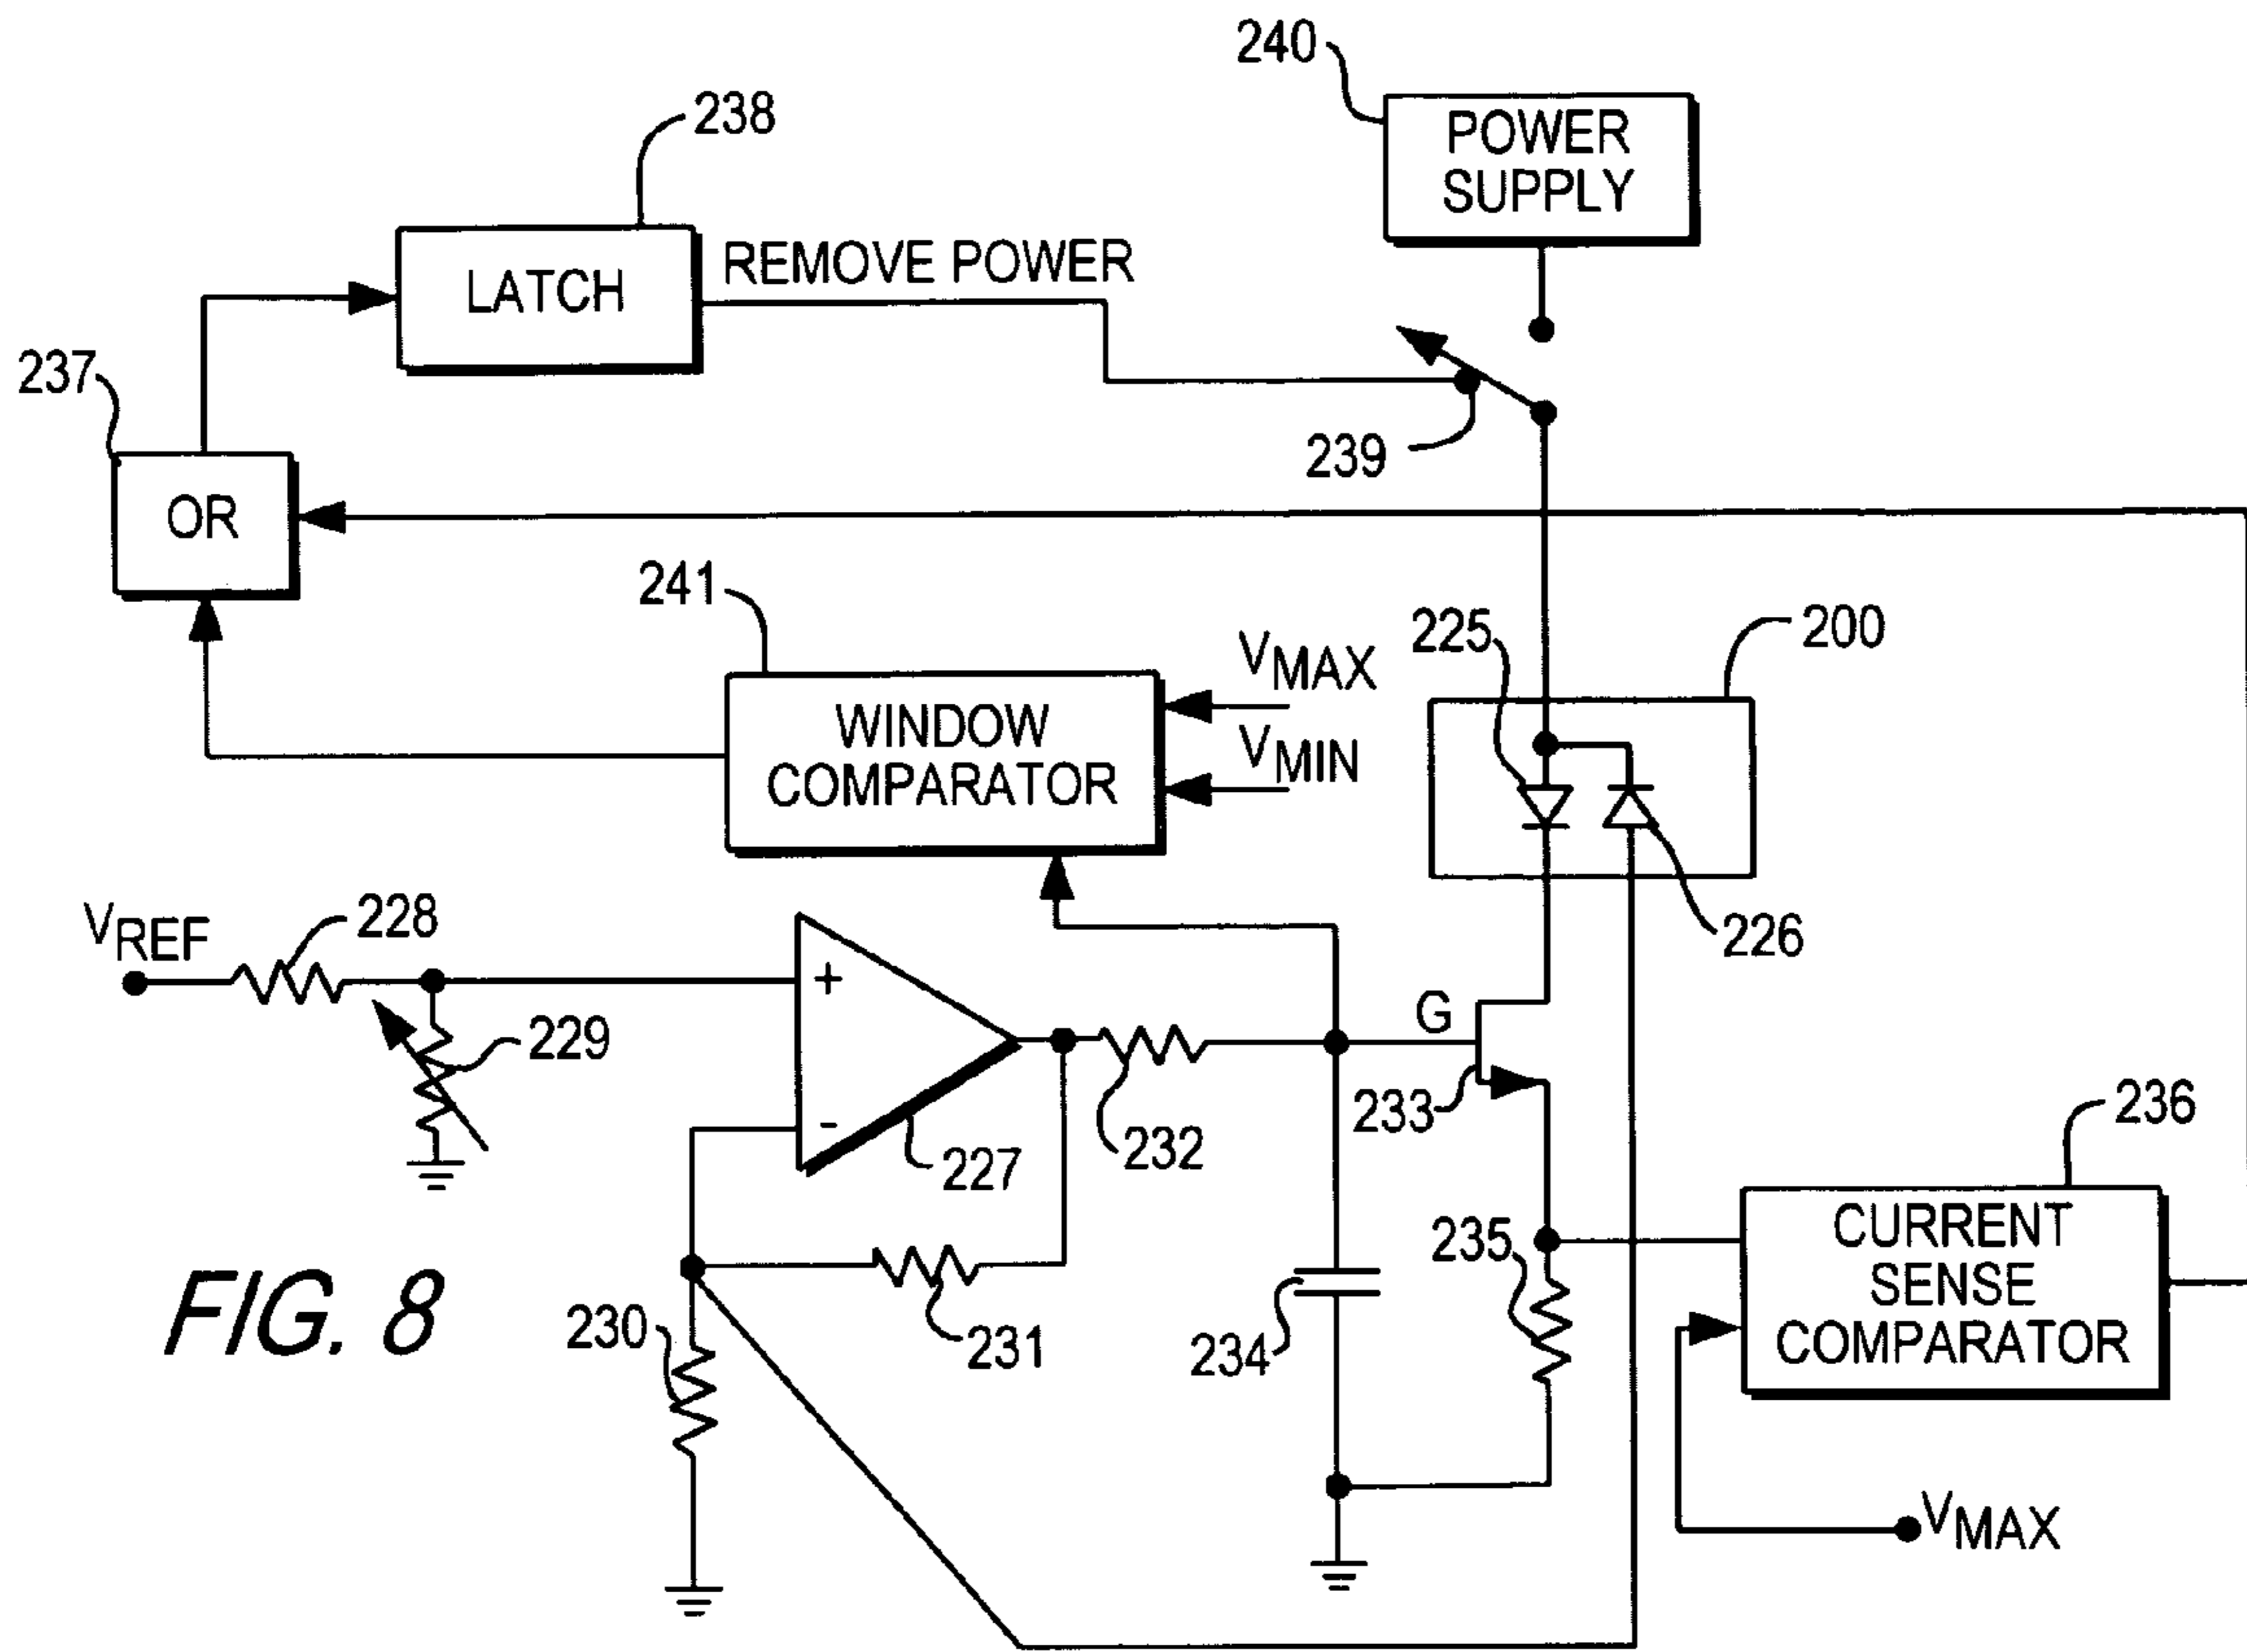 240
POWER
SUPPLY
238
LATCH
REMOVE POWER
237
239
OR
241
225
200
VMAX
WINDOW
COMPARATOR
VMIN
228
VREF
226
+
G
229
233
236
-
232
227
CURRENT
SENSE
COMPARATOR
235
FIG. 8
230
231
234
VMAX